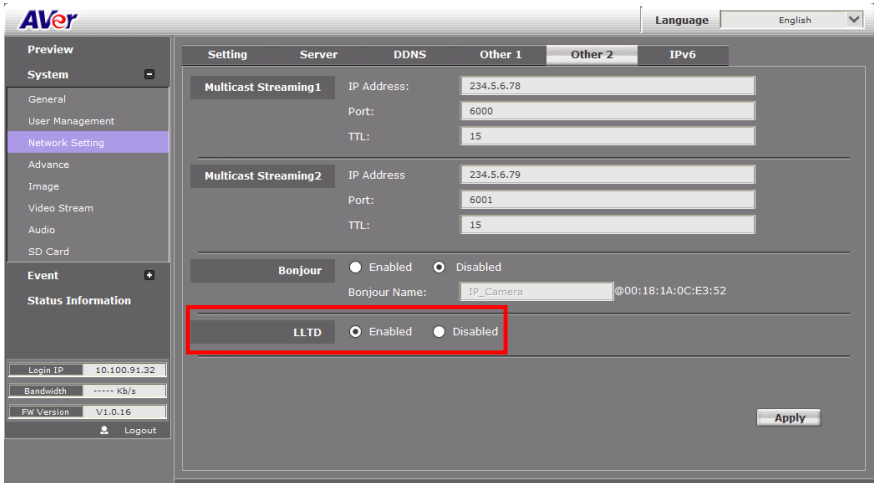 AVer
Language English
Preview
System
General
User Management
Network Setting
Advance
Image
Video Stream
Audio
SD Card
Event
Status Information
Login IP 10.100.91.32
Bandwidth ----- Kb/s
FW Version V1.0.16
Logout
Setting Server DDNS Other 1 Other 2 IPv6
Multicast Streaming1 IP Address: 234.5.6.78
Port: 6000
TTL: 15
Multicast Streaming2 IP Address 234.5.6.79
Port: 6001
TTL: 15
Bonjour Enabled Disabled
Bonjour Name: IP_Camera @00:18:1A:0C:E3:52
LLTD Enabled Disabled
Apply